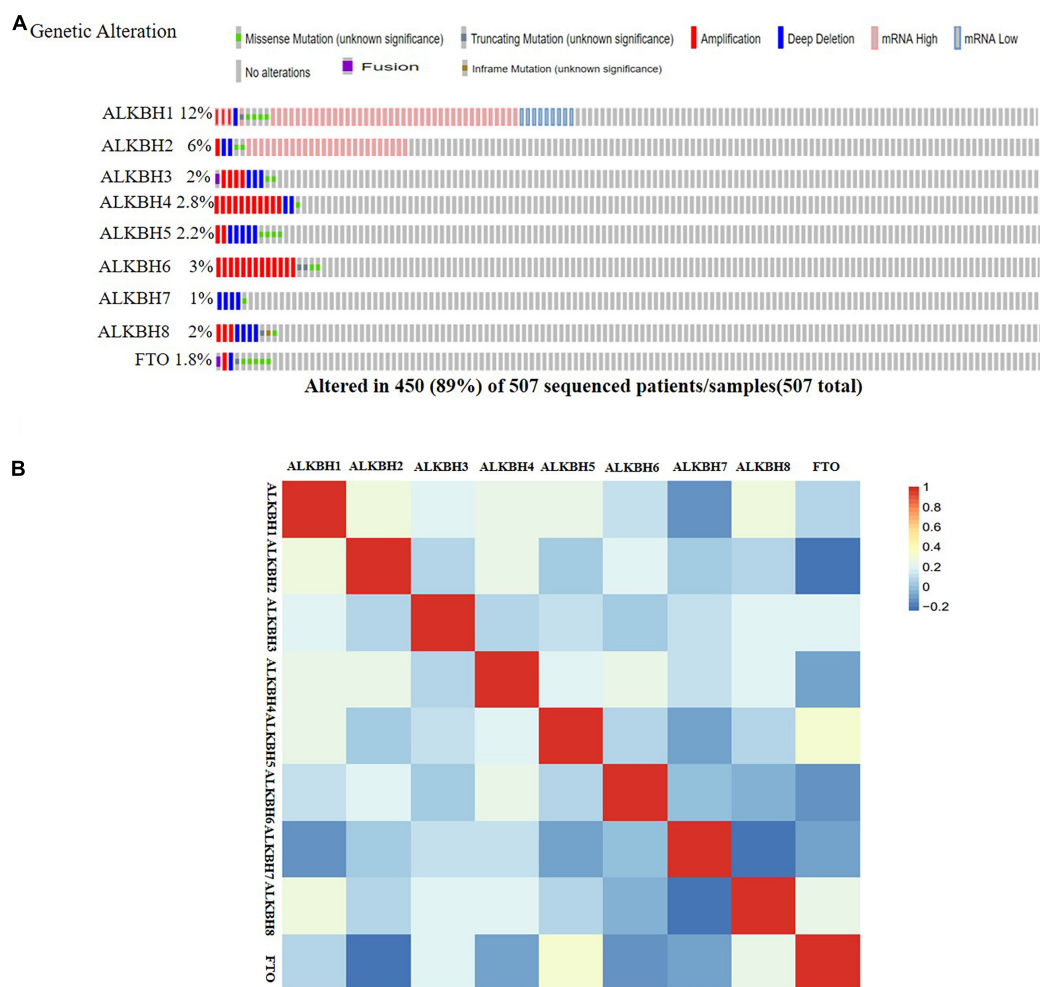 A Genetic Alteration
Missense Mutation (unknown significance) Truncating Mutation (unknown significance) Amplification Deep Deletion mRNA High mRNA Low
No alterations Fusion Inframe Mutation (unknown significance)
ALKBH1 12%
ALKBH2 6%
ALKBH3 2%
ALKBH4 2.8%
ALKBH5 2.2%
ALKBH6 3%
ALKBH7 1%
ALKBH8 2%
FTO 1.8%
Altered in 450 (89%) of 507 sequenced patients/samples(507 total)
B
ALKBH1 ALKBH2 ALKBH3 ALKBH4 ALKBH5 ALKBH6 ALKBH7 ALKBH8 FTO
ALKBH1
ALKBH2
ALKBH3
ALKBH4
ALKBH5
ALKBH6
ALKBH7
ALKBH8
FTO
1
0.8
0.6
0.4
0.2
0
−0.2